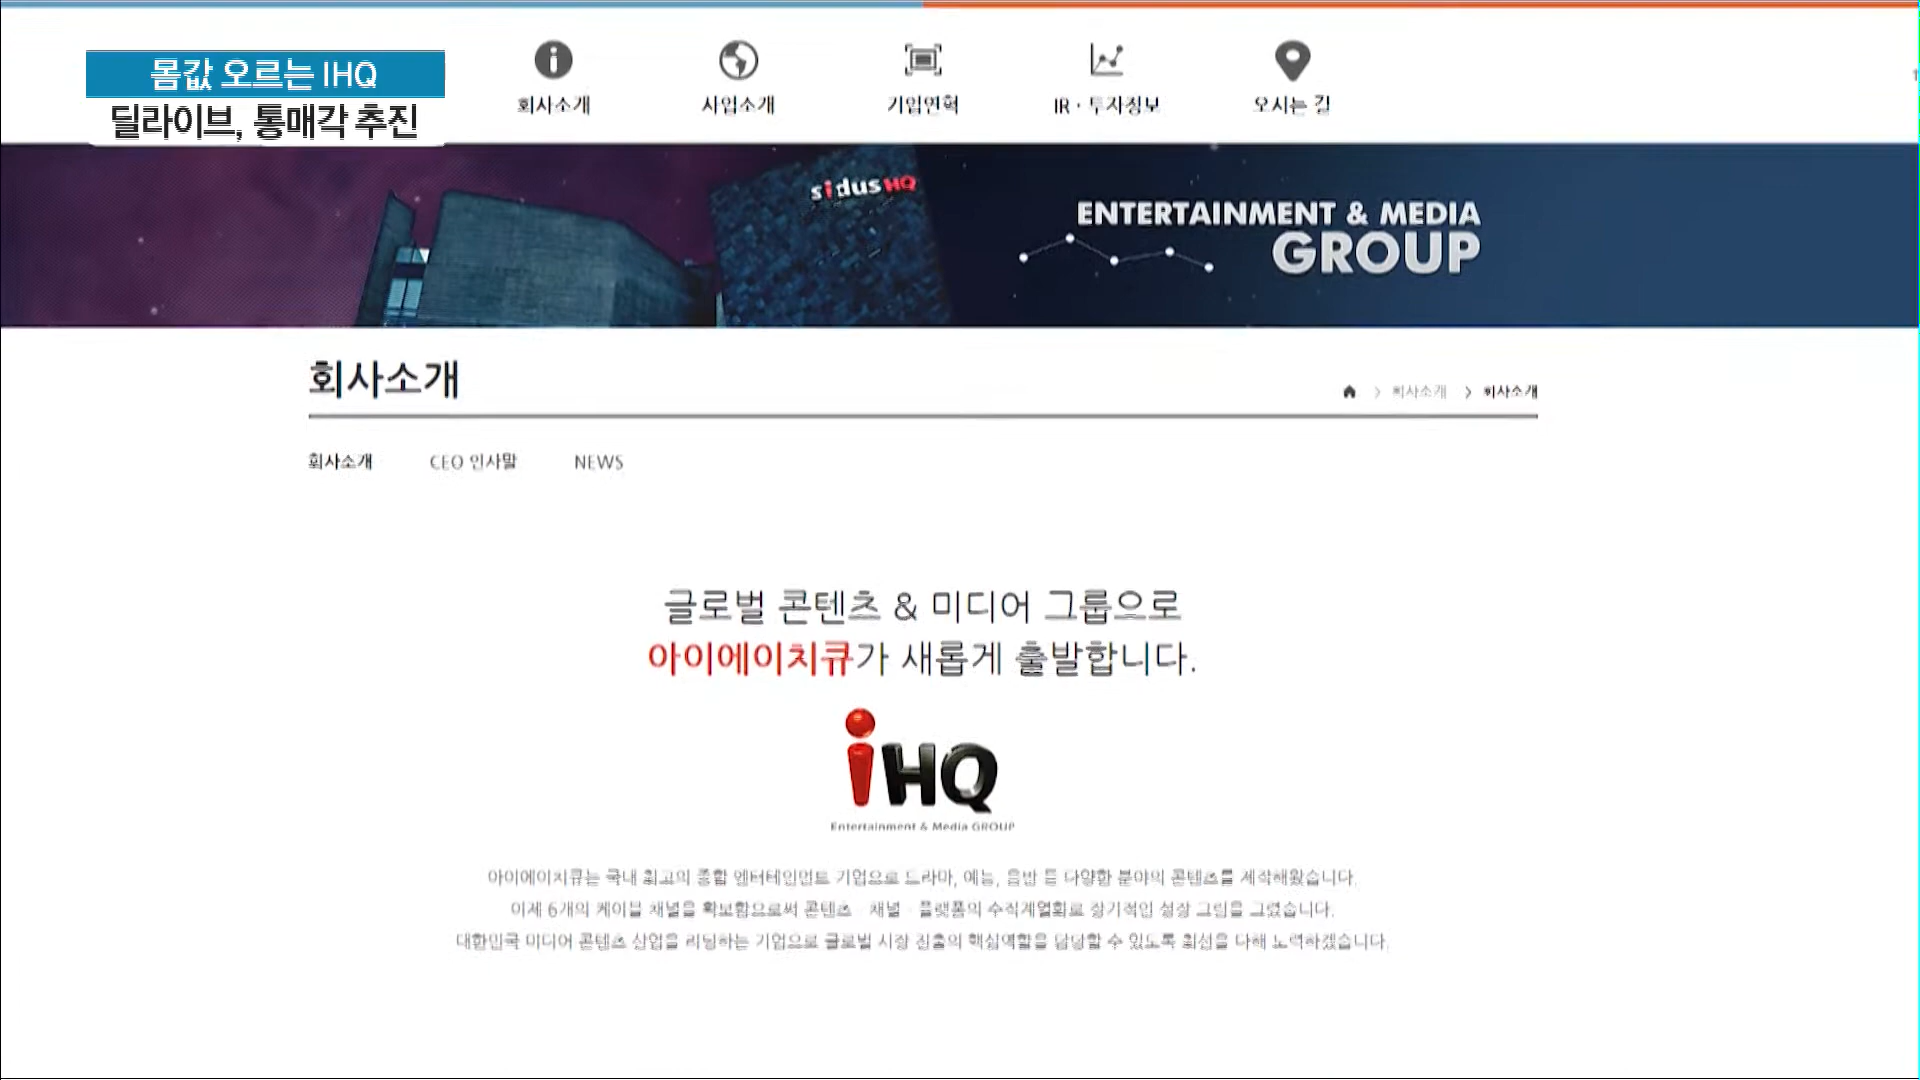 몸값 오르는 IHQ
딜라이브, 통매각 추진
회사소개
사업소개
기업연혁
IR · 투자정보
오시는 길
sidusHQ
ENTERTAINMENT & MEDIA
GROUP
회사소개
회사소개
회사소개
회사소개
CEO 인사말
NEWS
글로벌 콘텐츠 & 미디어 그룹으로
아이에이치큐가 새롭게 출발합니다.
iHQ
Entertainment & Media GROUP
아이에이치큐는 국내 최고의 종합 엔터테인먼트 기업으로 드라마, 예능, 음반 등 다양한 분야의 콘텐츠를 제작해왔습니다.
이제 6개의 케이블 채널을 확보함으로써 콘텐츠 · 채널 · 플랫폼의 수직계열화로 장기적인 성장 그림을 그렸습니다.
대한민국 미디어 콘텐츠 산업을 리딩하는 기업으로 글로벌 시장 진출의 핵심역할을 담당할 수 있도록 최선을 다해 노력하겠습니다.